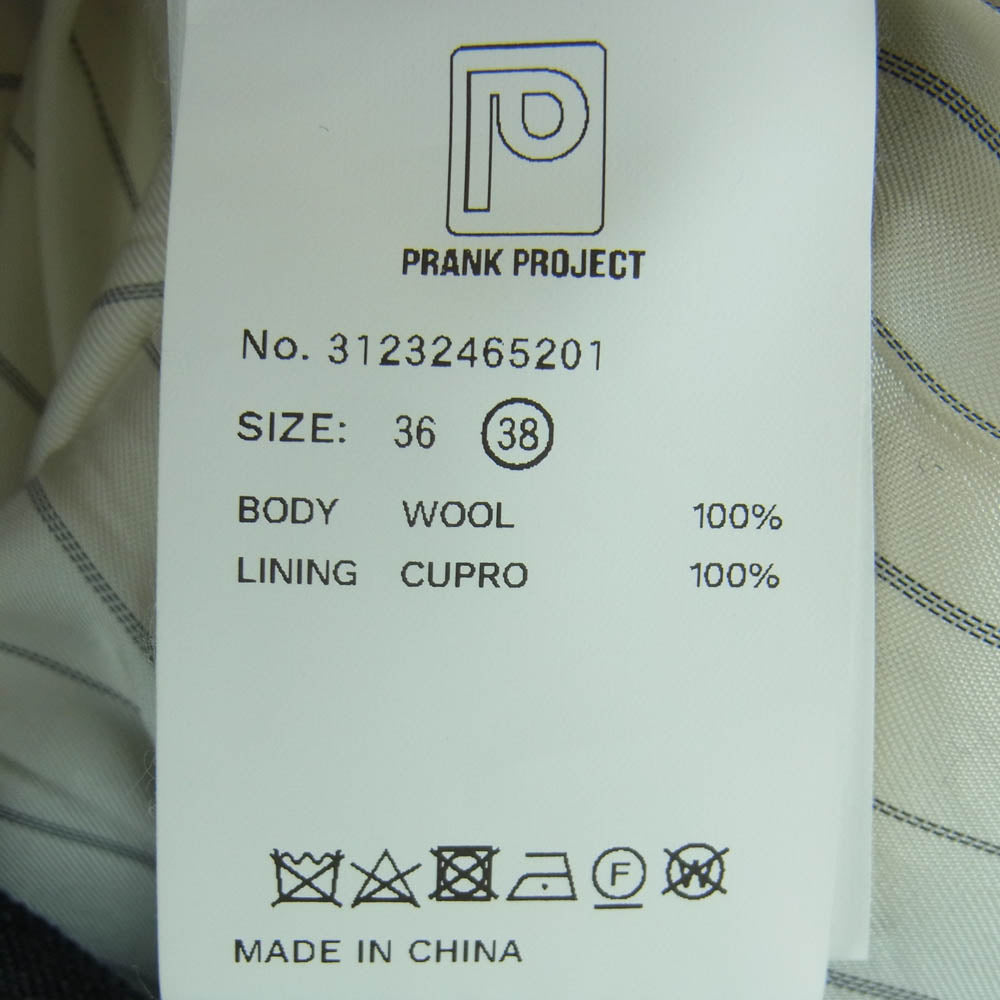 PRANK PROJECT
No. 31232465201
SIZE: 36 38
BODY WOOL 100%
LINING CUPRO 100%
F W
MADE IN CHINA